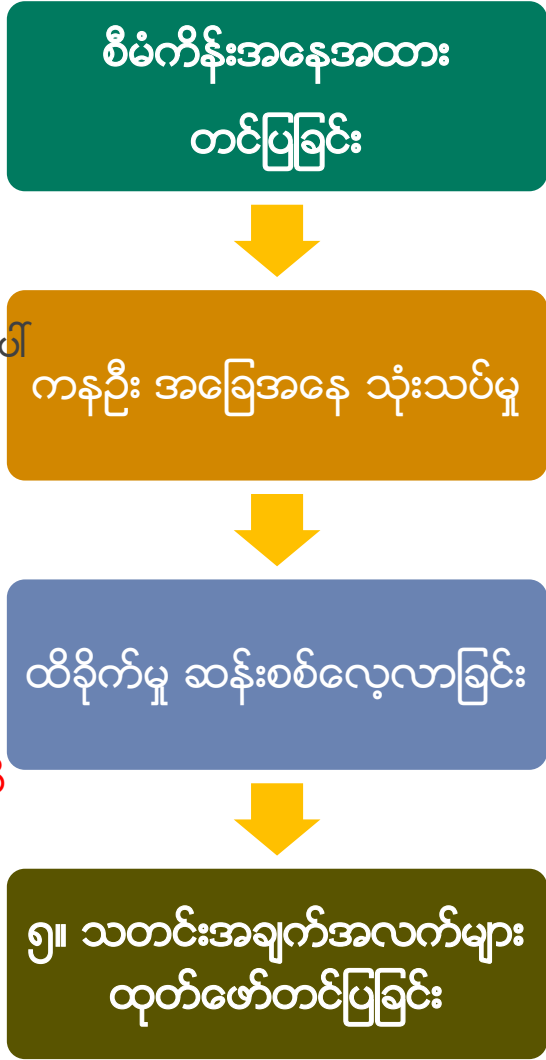 စီမံကိန်းအနေအထား
တင်ပြခြင်း
ပေါ်
ကနဦး အခြေအနေ သုံးသပ်မှု
ထိခိုက်မှု ဆန်းစစ်လေ့လာခြင်း
၅။ သတင်းအချက်အလက်များ
ထုတ်ဖော်တင်ပြခြင်း